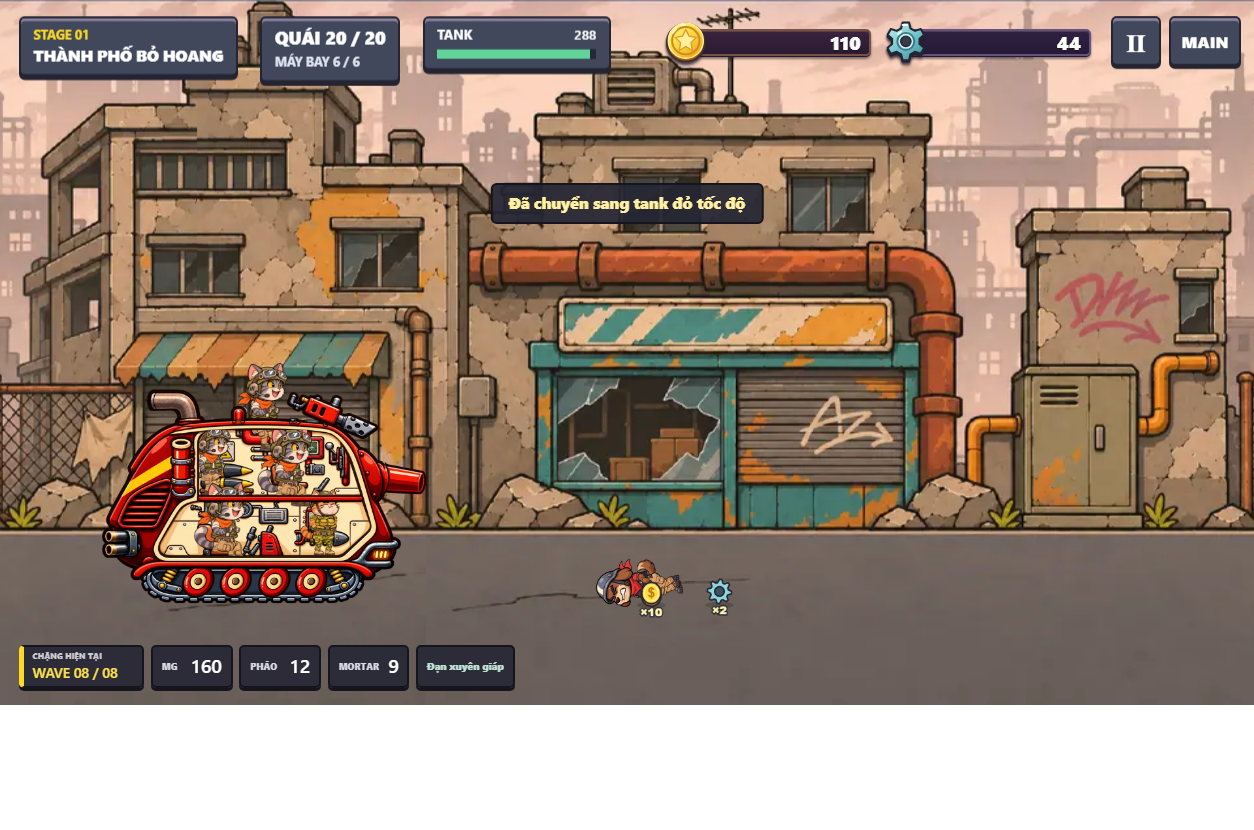 STAGE 01
THÀNH PHỐ BỎ HOANG
QUÁI 20 / 20
MÁY BAY 6 / 6
TANK 288
110
44
II
MAIN
Đã chuyển sang tank đỏ tốc độ
AZ
$
×10
×2
CHẶNG HIỆN TẠI
WAVE 08 / 08
MG 160
PHÁO 12
MORTAR 9
Đạn xuyên giáp